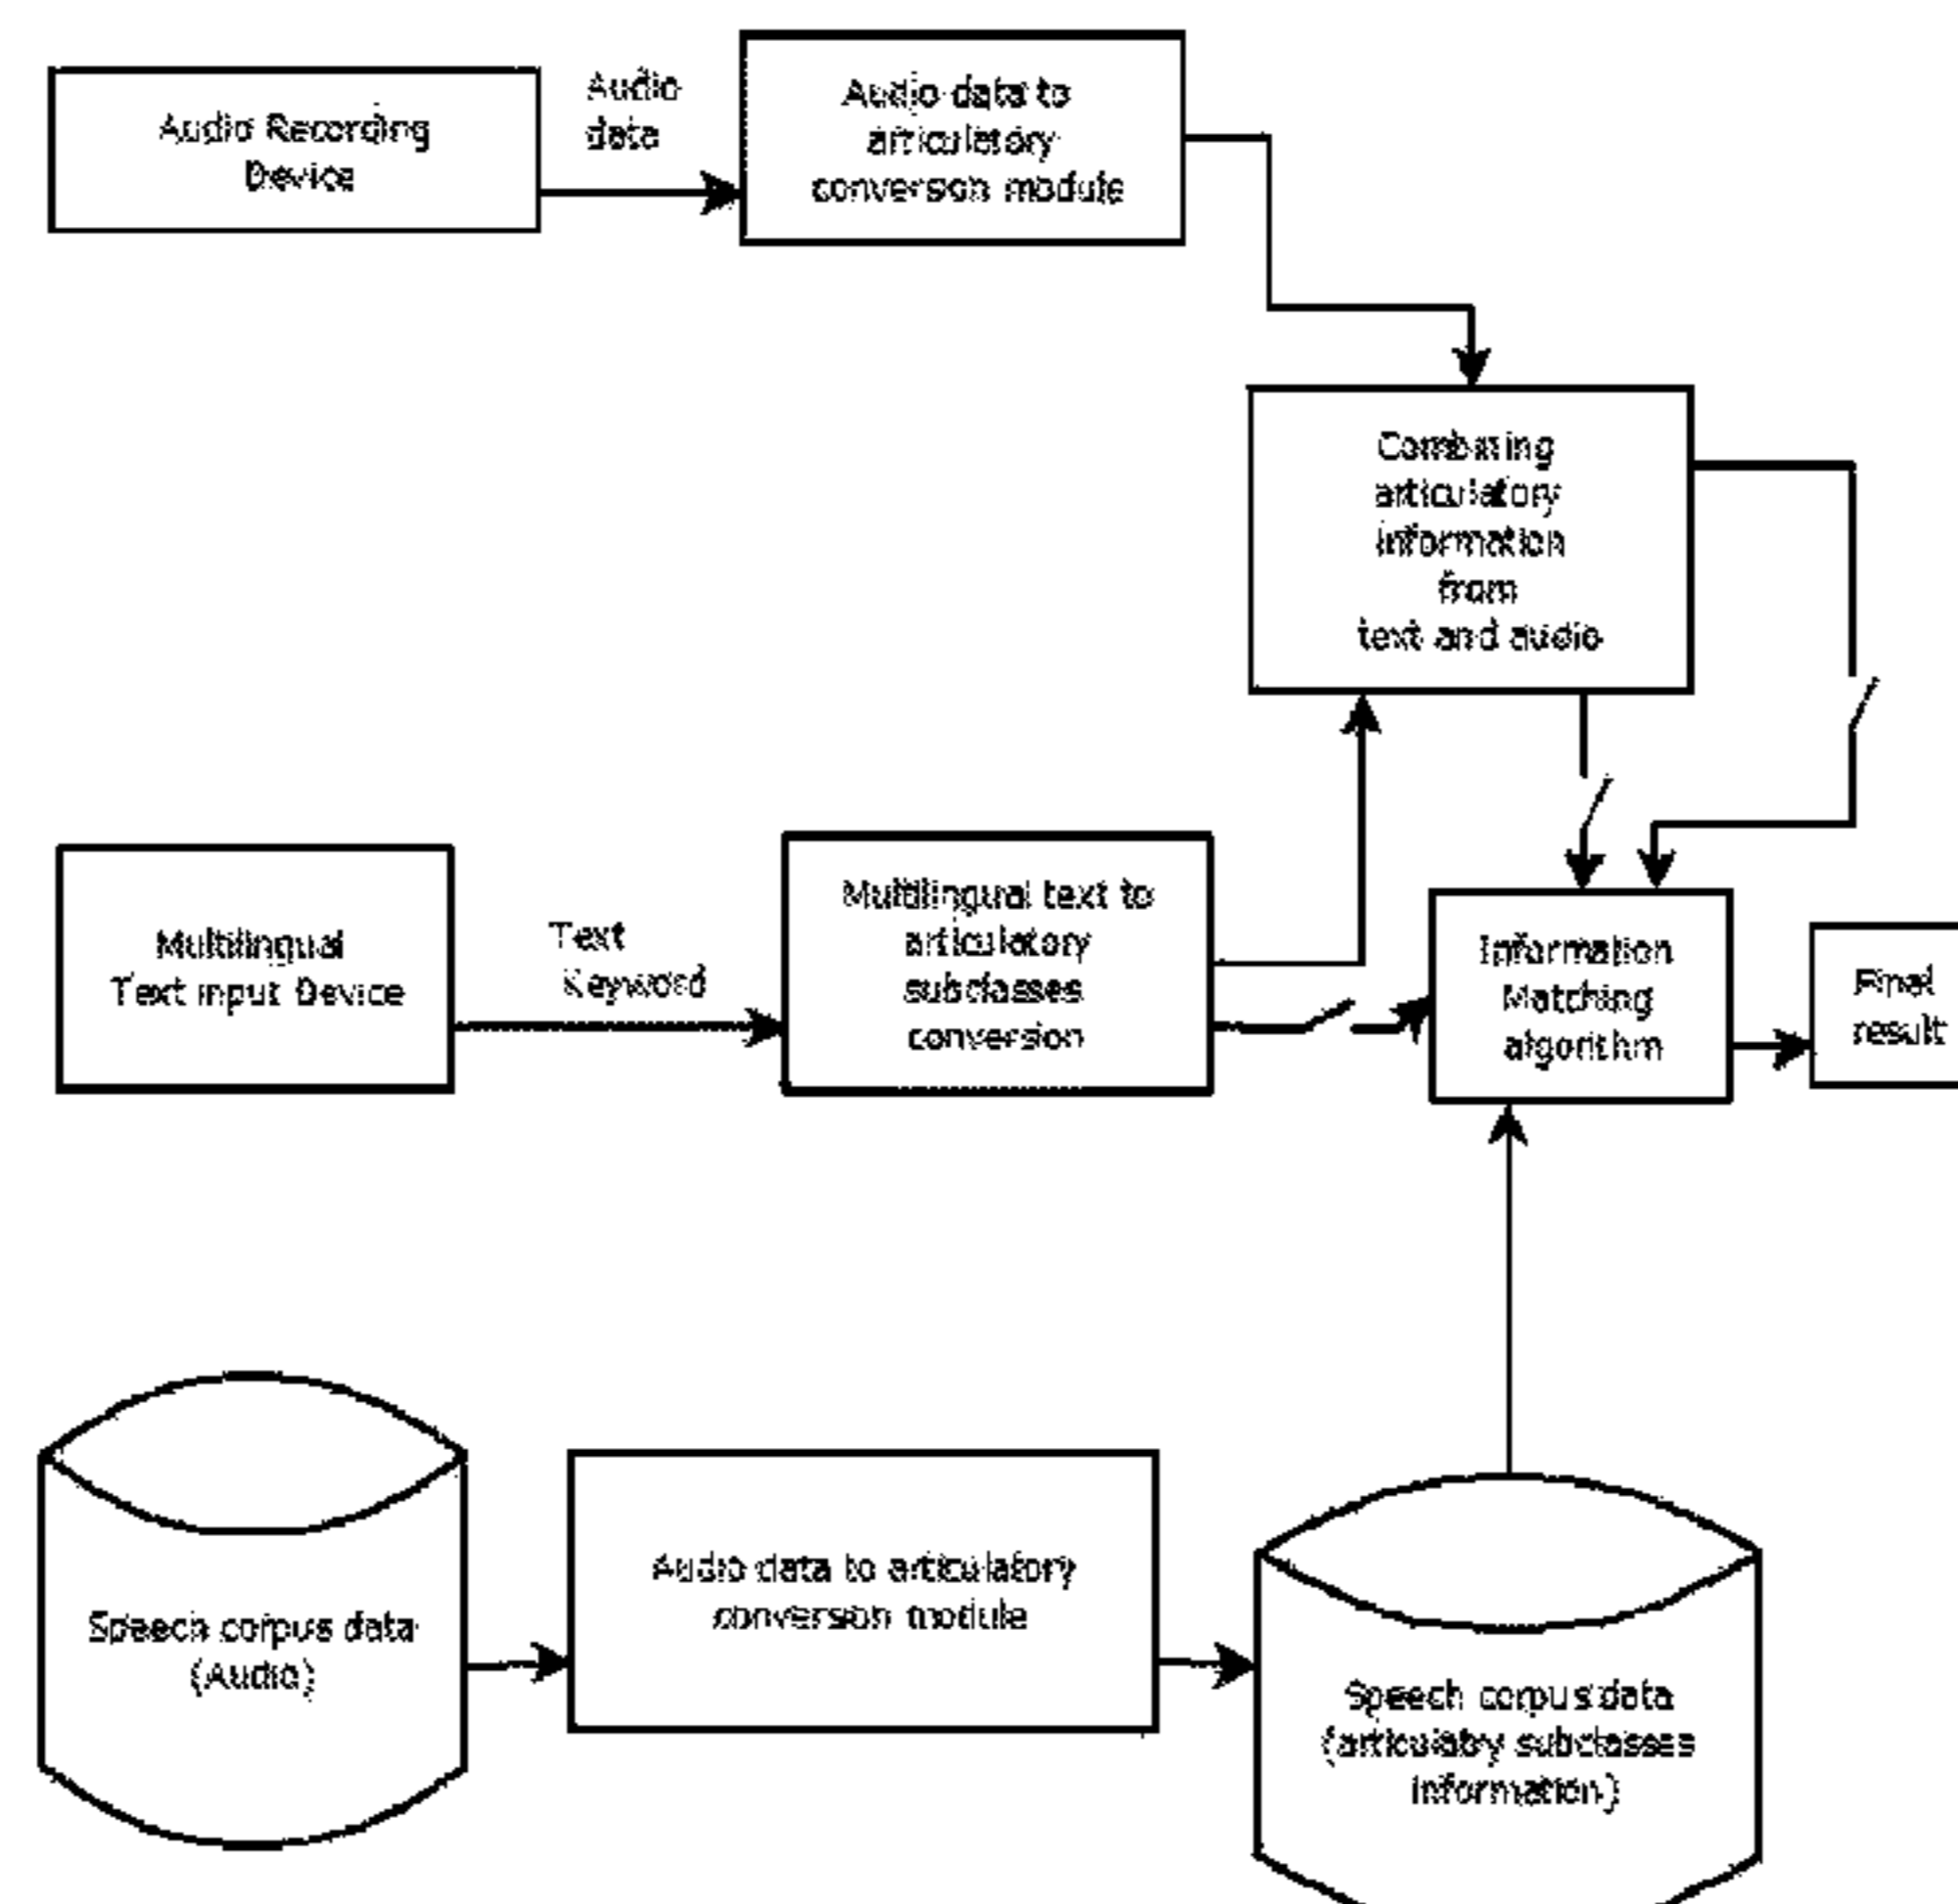 Audio Recording
Device
Audio
data
Audio data to
articulatory
conversion module
Combining
articulatory
information
from
text and audio
Multilingual
Text input Device
Text
Keyword
Multilingual text to
articulatory
subclasses
conversion
Information
Matching
algorithm
Final
result
Speech corpus data
(Audio)
Audio data to articulatory
conversion module
Speech corpus data
(articulatry subclasses
information)